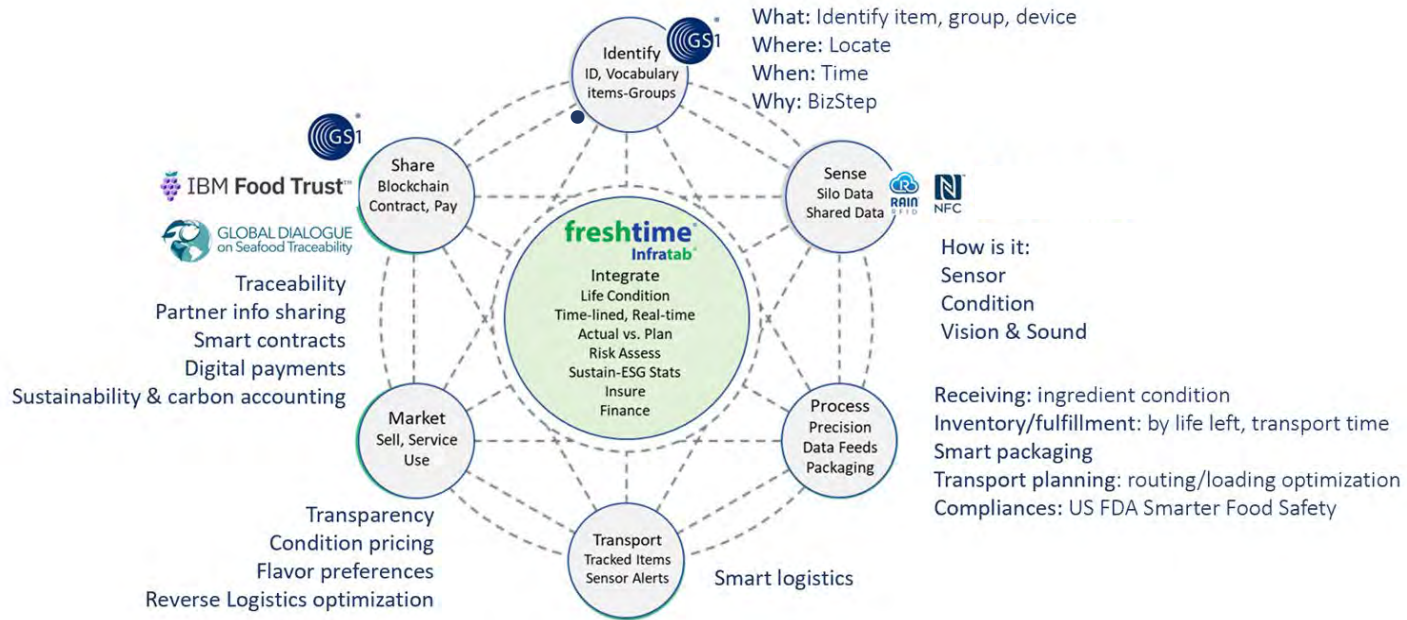 What: Identify item, group, device
Where: Locate
When: Time
Why: BizStep
GS1
Identify
ID, Vocabulary
items-Groups
GS1
IBM Food Trust™
GLOBAL DIALOGUE
on Seafood Traceability
Share
Blockchain
Contract, Pay
Sense
Silo Data
Shared Data
RAIN
RFID
NFC
How is it:
Sensor
Condition
Vision & Sound
Traceability
Partner info sharing
Smart contracts
Digital payments
Sustainability & carbon accounting
freshtime®
Infratab®
Integrate
Life Condition
Time-lined, Real-time
Actual vs. Plan
Risk Assess
Sustain-ESG Stats
Insure
Finance
Market
Sell, Service
Use
Process
Precision
Data Feeds
Packaging
Receiving: ingredient condition
Inventory/fulfillment: by life left, transport time
Smart packaging
Transport planning: routing/loading optimization
Compliances: US FDA Smarter Food Safety
Transparency
Condition pricing
Flavor preferences
Reverse Logistics optimization
Transport
Tracked Items
Sensor Alerts
Smart logistics